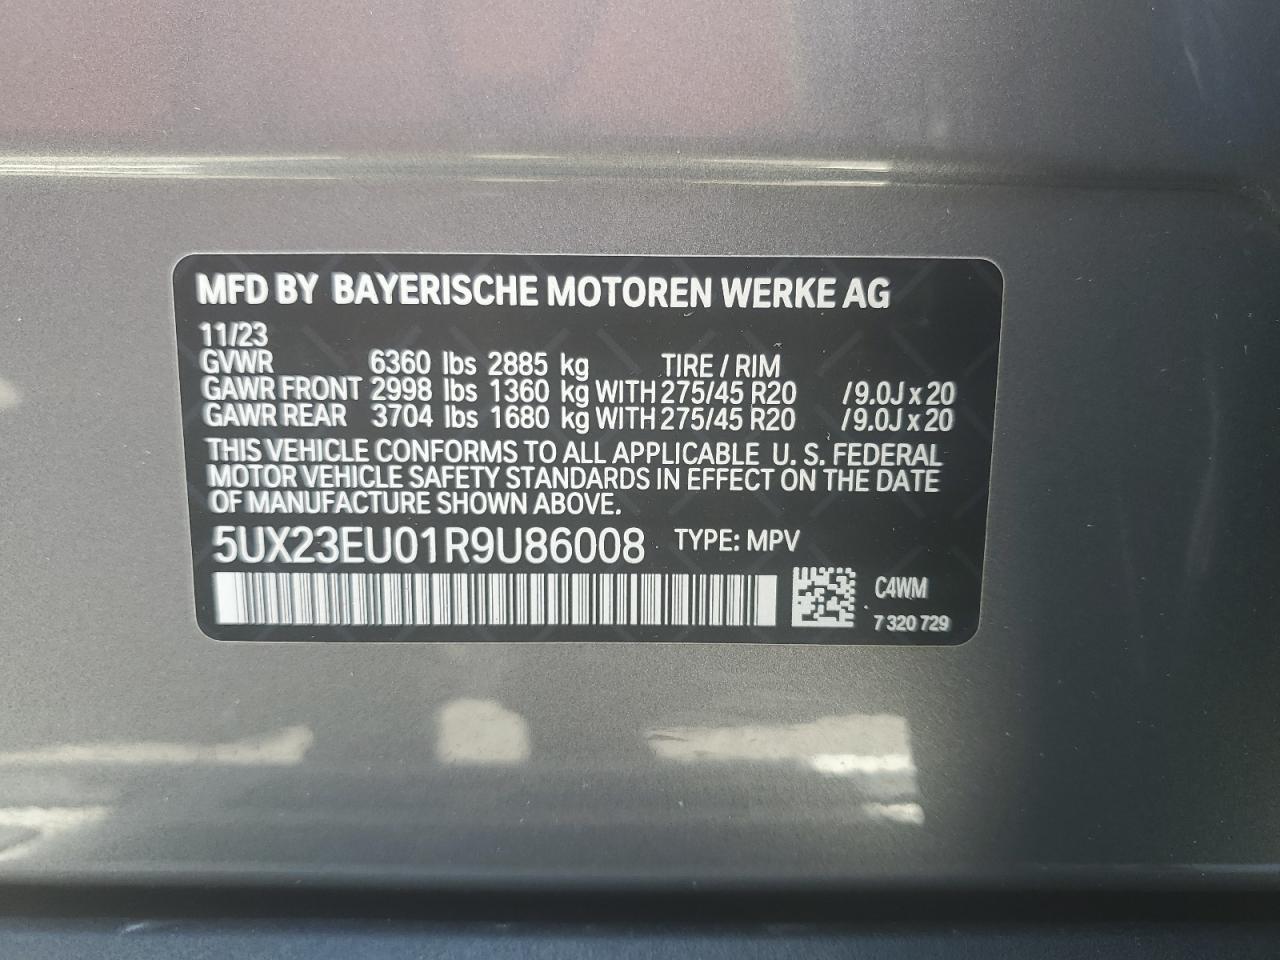 MFD BY BAYERISCHE MOTOREN WERKE AG
11/23
GVWR 6360 lbs 2885 kg TIRE / RIM
GAWR FRONT 2998 lbs 1360 kg WITH 275/45 R20 /9.0J x 20
GAWR REAR 3704 lbs 1680 kg WITH 275/45 R20 /9.0J x 20
THIS VEHICLE CONFORMS TO ALL APPLICABLE U. S. FEDERAL
MOTOR VEHICLE SAFETY STANDARDS IN EFFECT ON THE DATE
OF MANUFACTURE SHOWN ABOVE.
5UX23EU01R9U86008 TYPE: MPV
C4WM
7 320 729